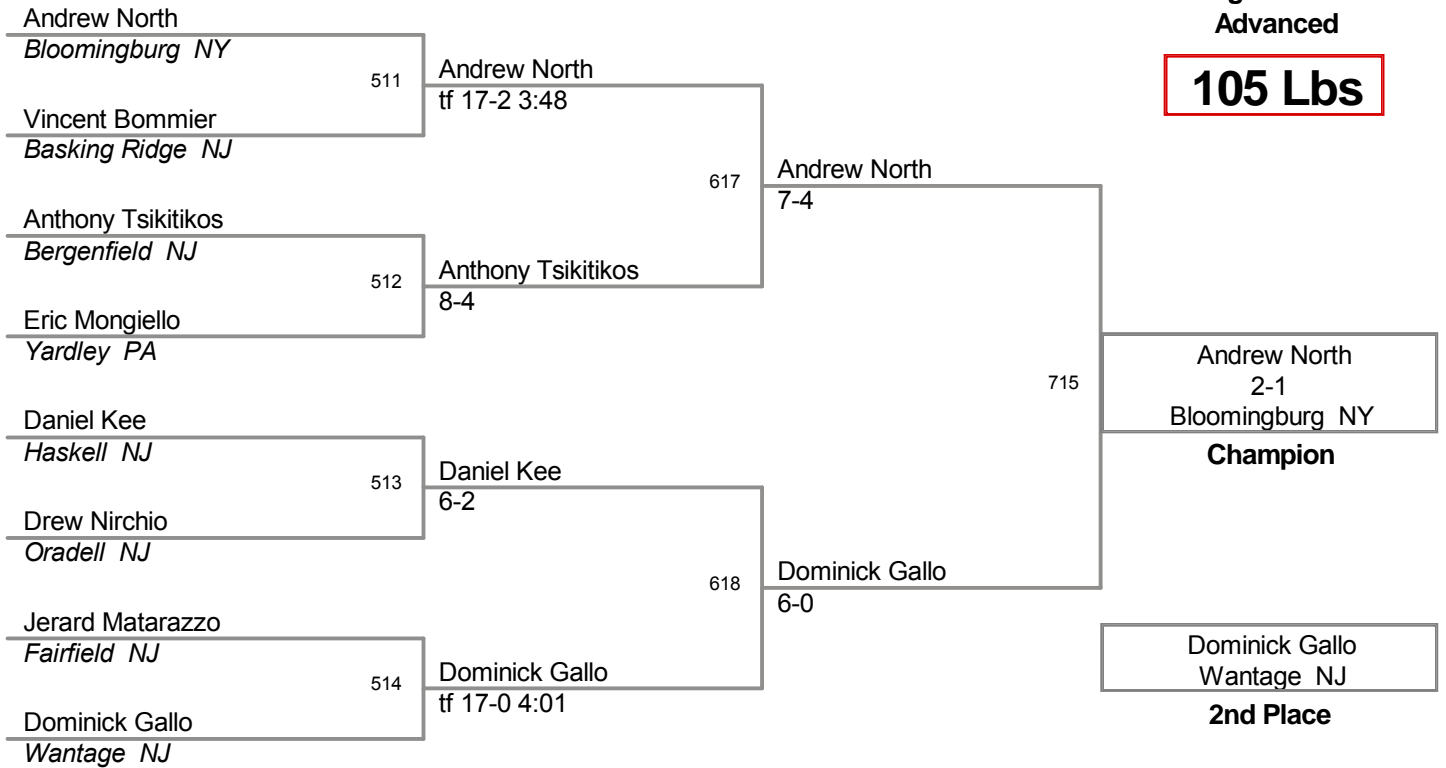 Advanced
105 Lbs
Andrew North
Bloomingburg NY
511
Vincent Bommier
Basking Ridge NJ
Andrew North
tf 17-2 3:48
Anthony Tsikitikos
Bergenfield NJ
512
Eric Mongiello
Yardley PA
Anthony Tsikitikos
8-4
617
Andrew North
7-4
Daniel Kee
Haskell NJ
513
Drew Nirchio
Oradell NJ
Daniel Kee
6-2
Jerard Matarazzo
Fairfield NJ
514
Dominick Gallo
Wantage NJ
Dominick Gallo
tf 17-0 4:01
618
Dominick Gallo
6-0
715
Andrew North
2-1
Bloomingburg NY
Champion
Dominick Gallo
Wantage NJ
2nd Place